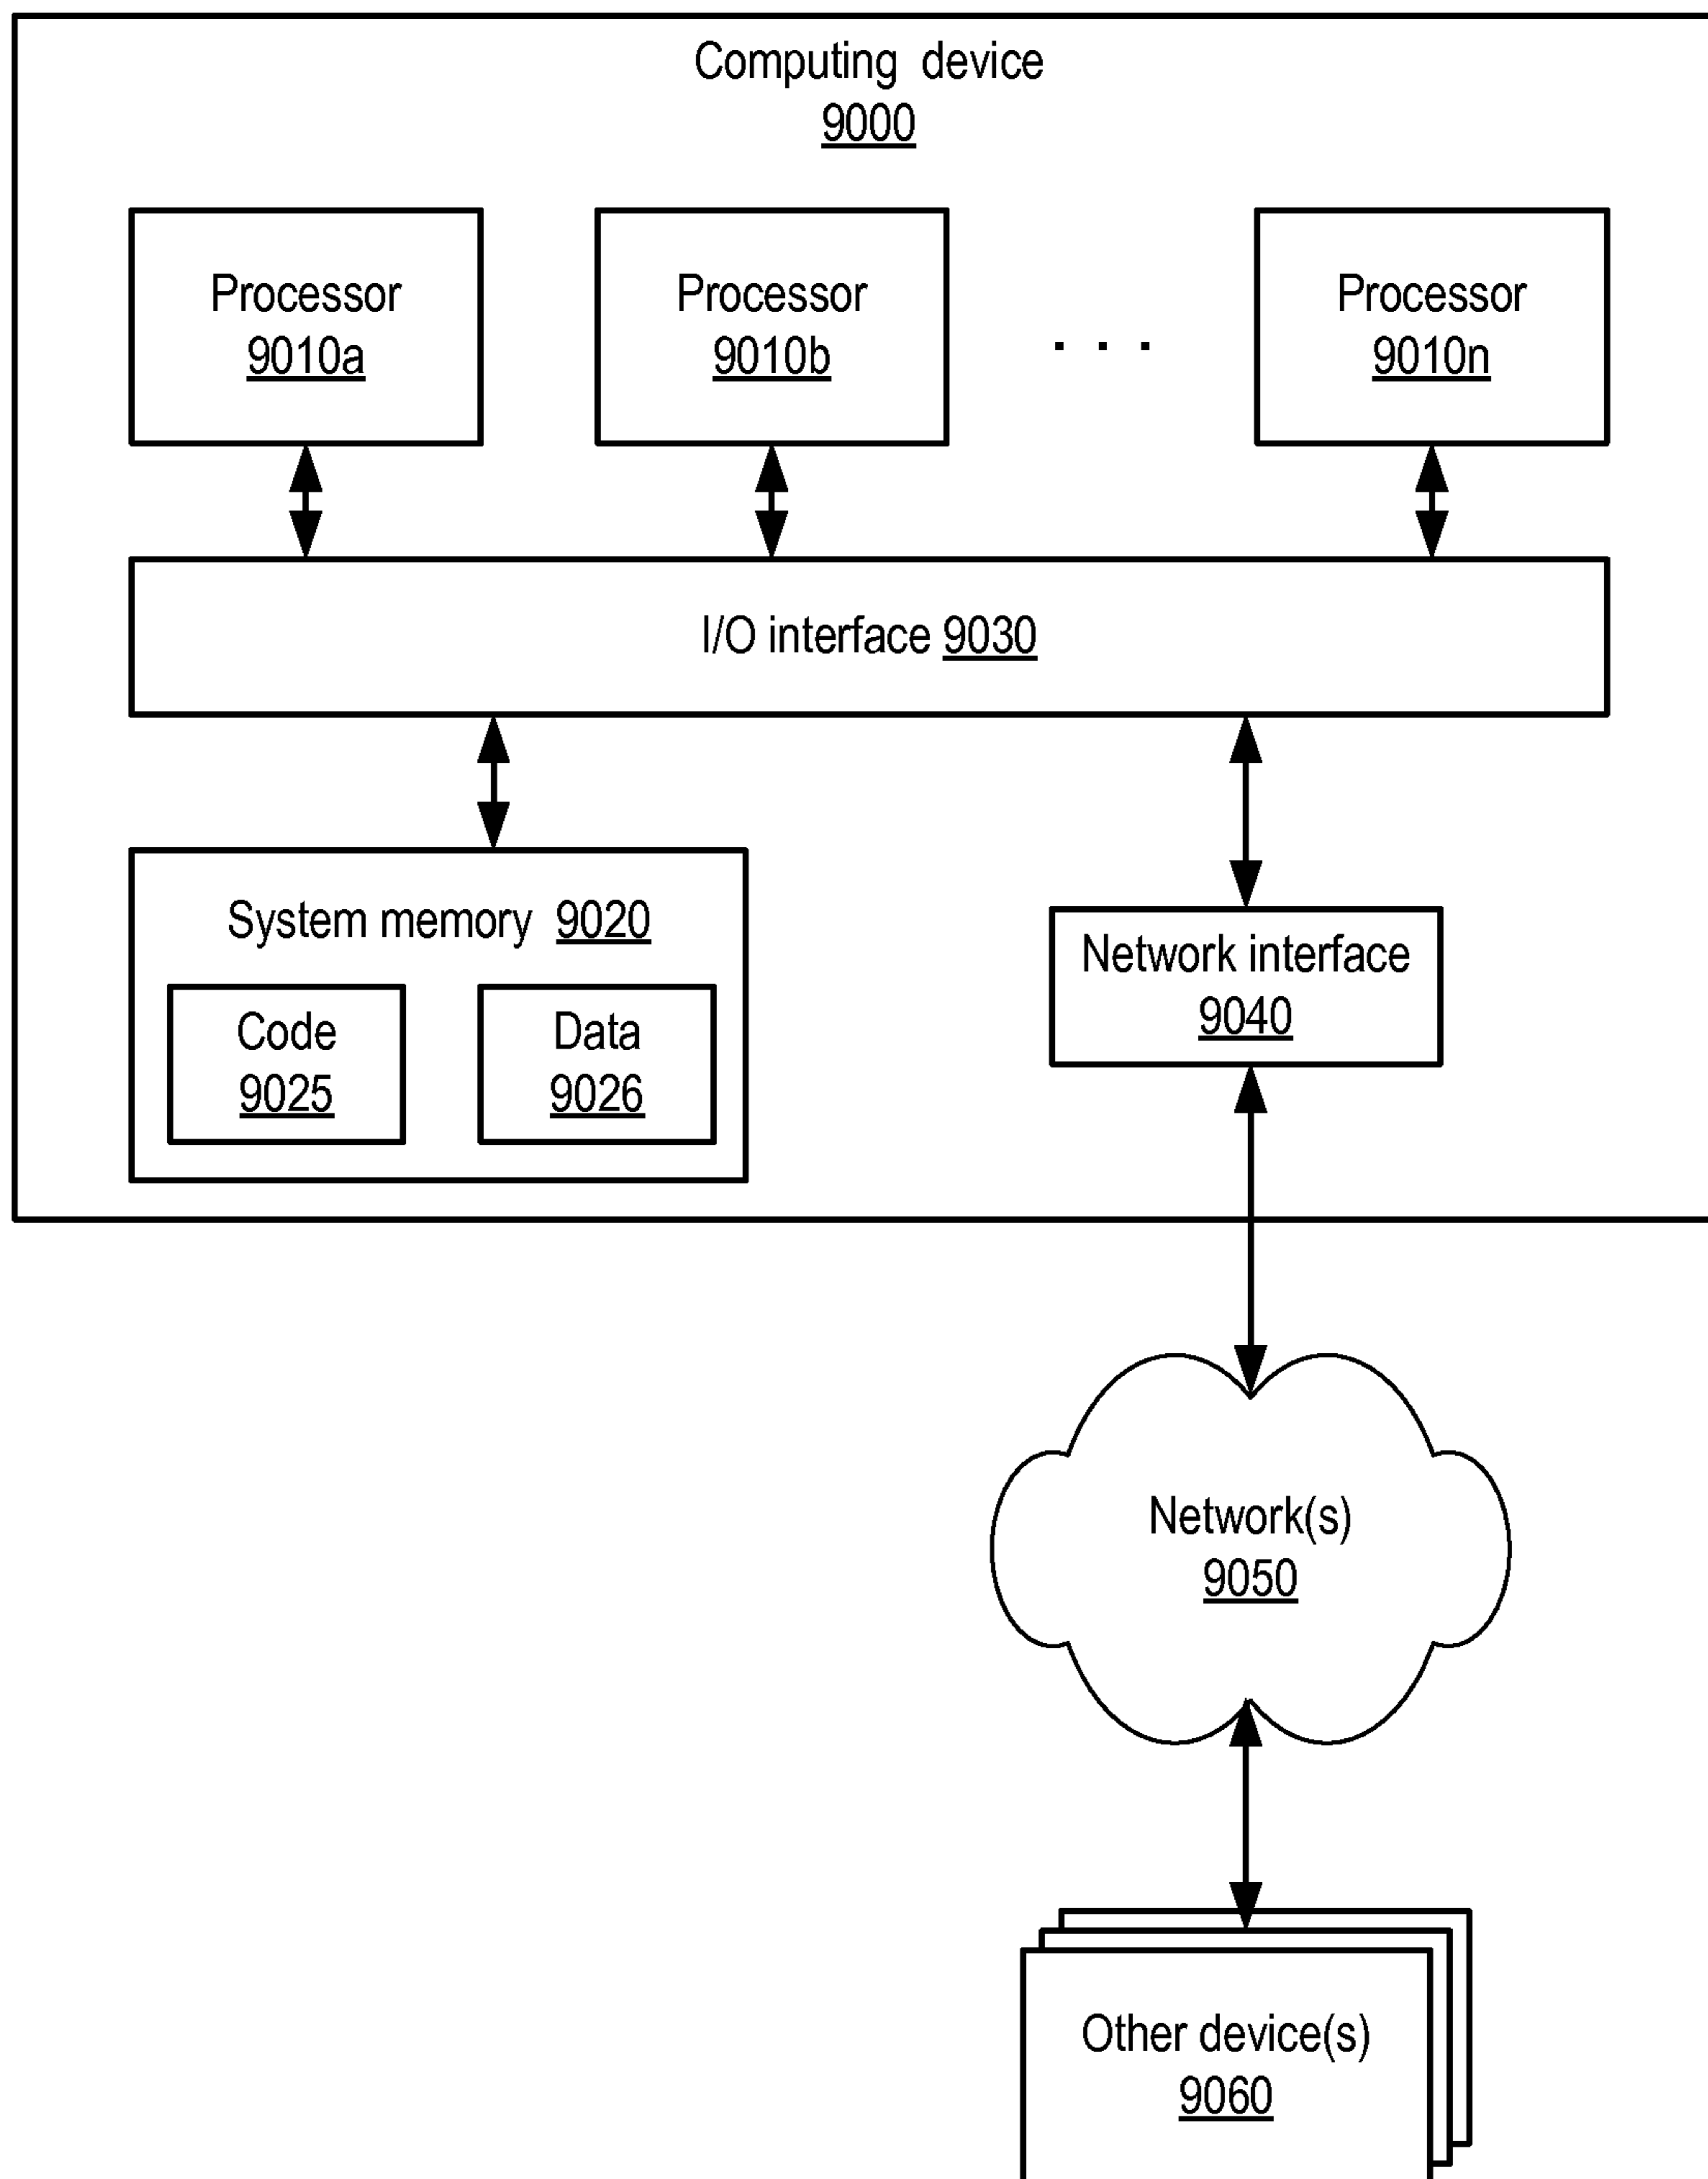 Computing device
9000
Processor
9010a
Processor
9010b
. . .
Processor
9010n
I/O interface 9030
System memory 9020
Code
9025
Data
9026
Network interface
9040
Network(s)
9050
Other device(s)
9060